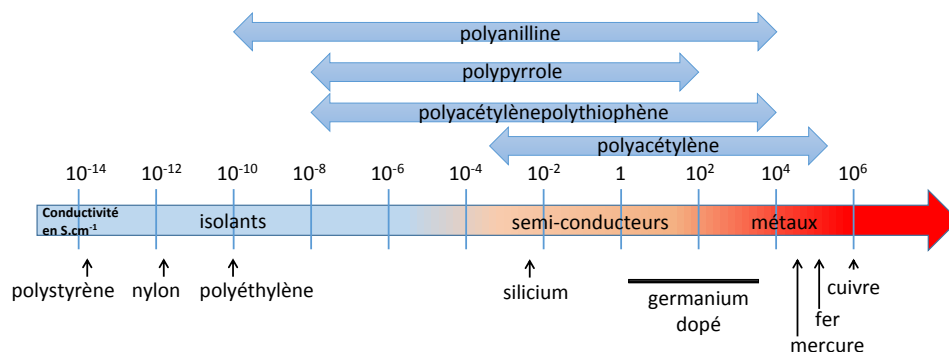 polyanilline
polypyrrole
polyacétylènepolythiophène
polyacétylène
10-14 10-12 10-10 10-8 10-6 10-4 10-2 1 102 104 106
Conductivité
en S.cm-1
isolants semi-conducteurs métaux
polystyrène nylon polyéthylène silicium cuivre
germanium
dopé
fer
mercure